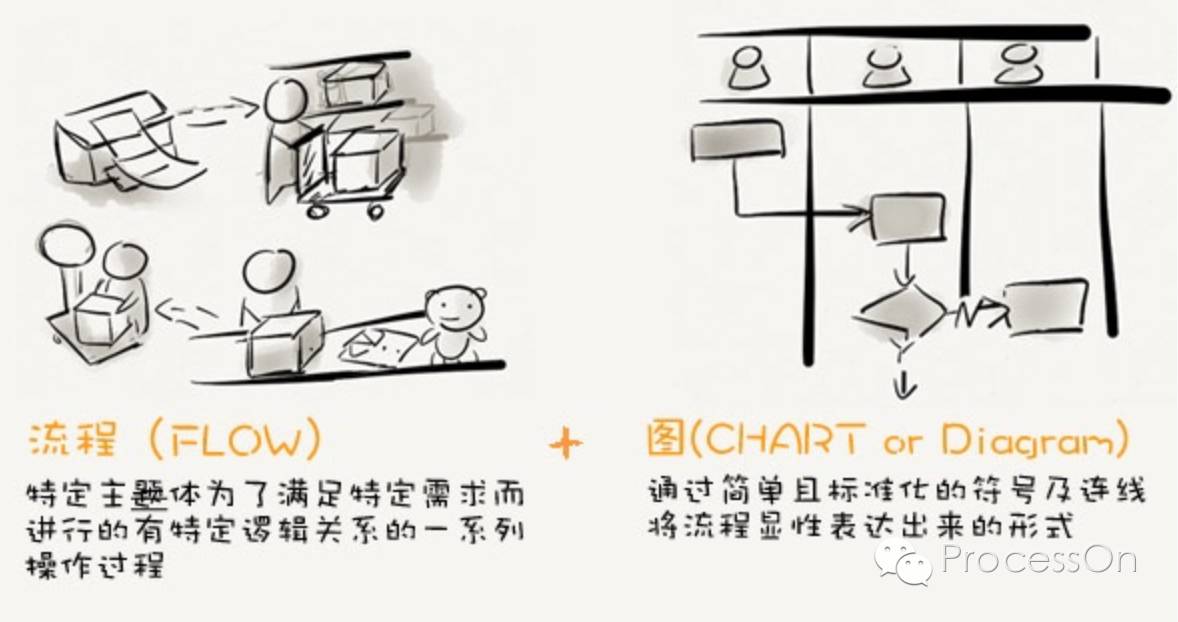 流程（FLOW）
+
图(CHART or Diagram)
特定主题体为了满足特定需求而
进行的有特定逻辑关系的一系列
操作过程
通过简单且标准化的符号及连线
将流程显性表达出来的形式
ProcessOn